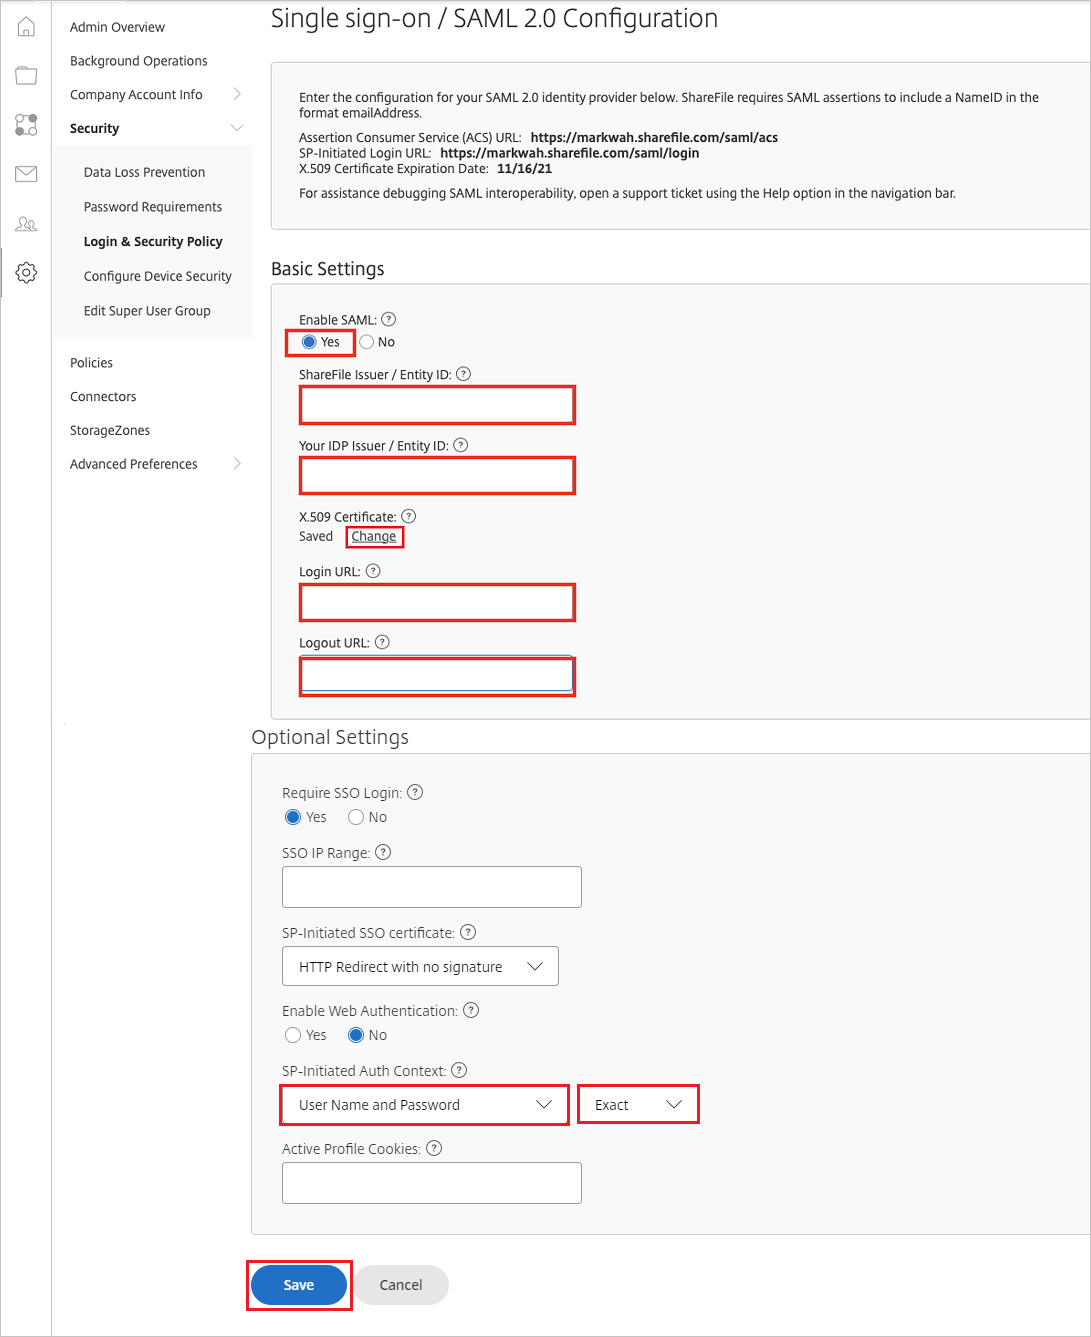 Single sign-on / SAML 2.0 Configuration
Admin Overview
Background Operations
Company Account Info
Security
Data Loss Prevention
Password Requirements
Login & Security Policy
Configure Device Security
Edit Super User Group
Policies
Connectors
StorageZones
Advanced Preferences
Enter the configuration for your SAML 2.0 identity provider below. ShareFile requires SAML assertions to include a NameID in the
format emailAddress.
Assertion Consumer Service (ACS) URL: https://markwah.sharefile.com/saml/acs
SP-Initiated Login URL: https://markwah.sharefile.com/saml/login
X.509 Certificate Expiration Date: 11/16/21
For assistance debugging SAML interoperability, open a support ticket using the Help option in the navigation bar.
Basic Settings
Enable SAML: ?
Yes No
ShareFile Issuer / Entity ID: ?
Your IDP Issuer / Entity ID: ?
X.509 Certificate: ?
Saved Change
Login URL: ?
Logout URL: ?
Optional Settings
Require SSO Login: ?
Yes No
SSO IP Range: ?
SP-Initiated SSO certificate: ?
HTTP Redirect with no signature
Enable Web Authentication: ?
Yes No
SP-Initiated Auth Context: ?
User Name and Password Exact
Active Profile Cookies: ?
Save Cancel